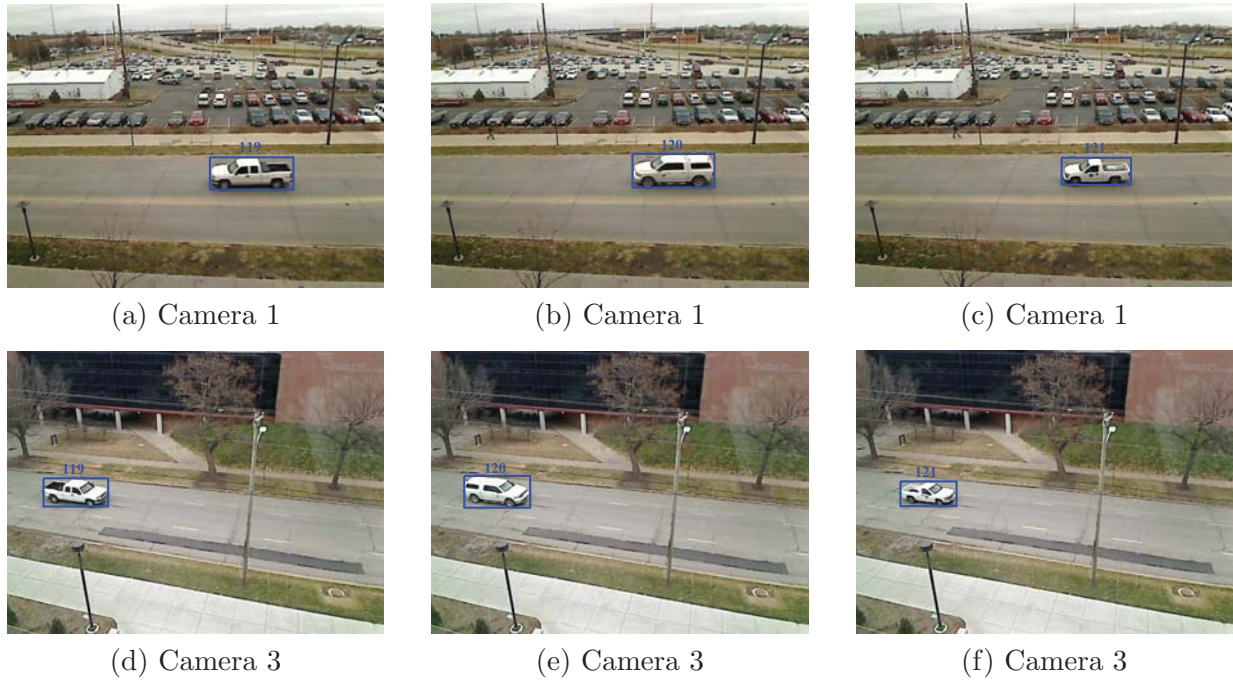 119
120
121
(a) Camera 1
(b) Camera 1
(c) Camera 1
119
120
121
(d) Camera 3
(e) Camera 3
(f) Camera 3